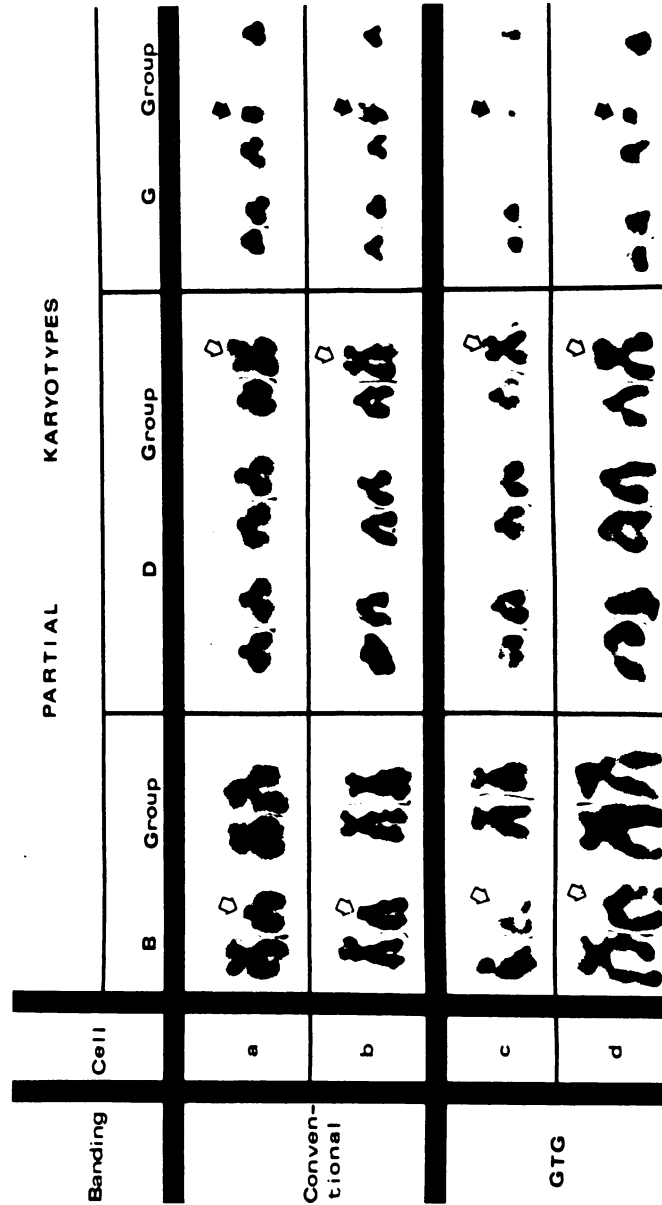 PARTIAL KARYOTYPES
Banding Cell B Group D Group G Group
Conven-
tional
a
b
GTG
c
d